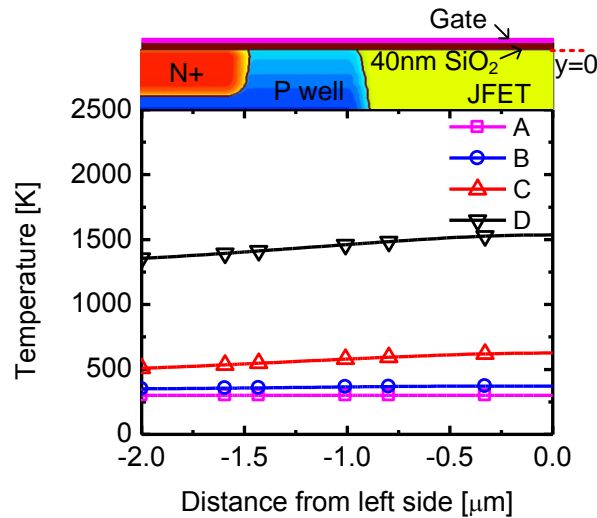 Gate
N+
P well
40nm SiO₂
y=0
JFET
2500
2000
1500
1000
500
0
Temperature [K]
A
B
C
D
-2.0 -1.5 -1.0 -0.5 0.0
Distance from left side [μm]